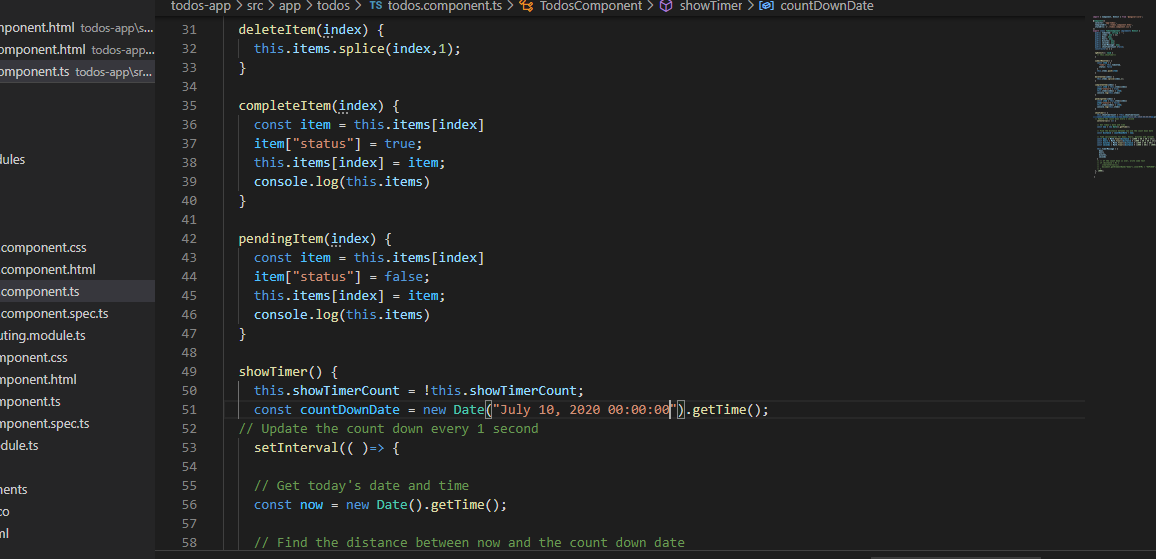 todos-app > src > app > todos > TS todos.component.ts > TodosComponent > showTimer > countDownDate
mponent.html todos-app\s...
omponent.html todos-app...
omponent.ts todos-app\sr...
dules
.component.css
.component.html
.component.ts
.component.spec.ts
uting.module.ts
mponent.css
mponent.html
mponent.ts
mponent.spec.ts
dule.ts
nents
co
ml
31 deleteItem(index) {
32 this.items.splice(index,1);
33 }
34
35 completeItem(index) {
36 const item = this.items[index]
37 item["status"] = true;
38 this.items[index] = item;
39 console.log(this.items)
40 }
41
42 pendingItem(index) {
43 const item = this.items[index]
44 item["status"] = false;
45 this.items[index] = item;
46 console.log(this.items)
47 }
48
49 showTimer() {
50 this.showTimerCount = !this.showTimerCount;
51 const countDownDate = new Date("July 10, 2020 00:00:00").getTime();
52 // Update the count down every 1 second
53 setInterval(( )=> {
54
55 // Get today's date and time
56 const now = new Date().getTime();
57
58 // Find the distance between now and the count down date